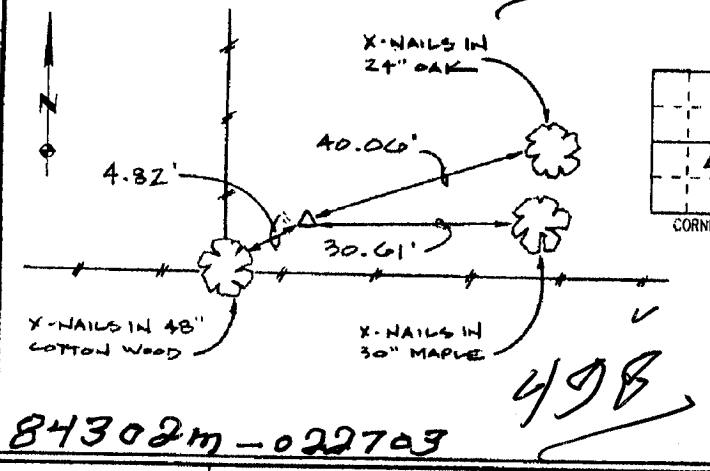 X-NAILS IN
24" OAK
N
40.06'
4.82'
30.61'
CORN
X-NAILS IN 48"
COTTON WOOD
X-NAILS IN
30" MAPLE
498
84302m-022703